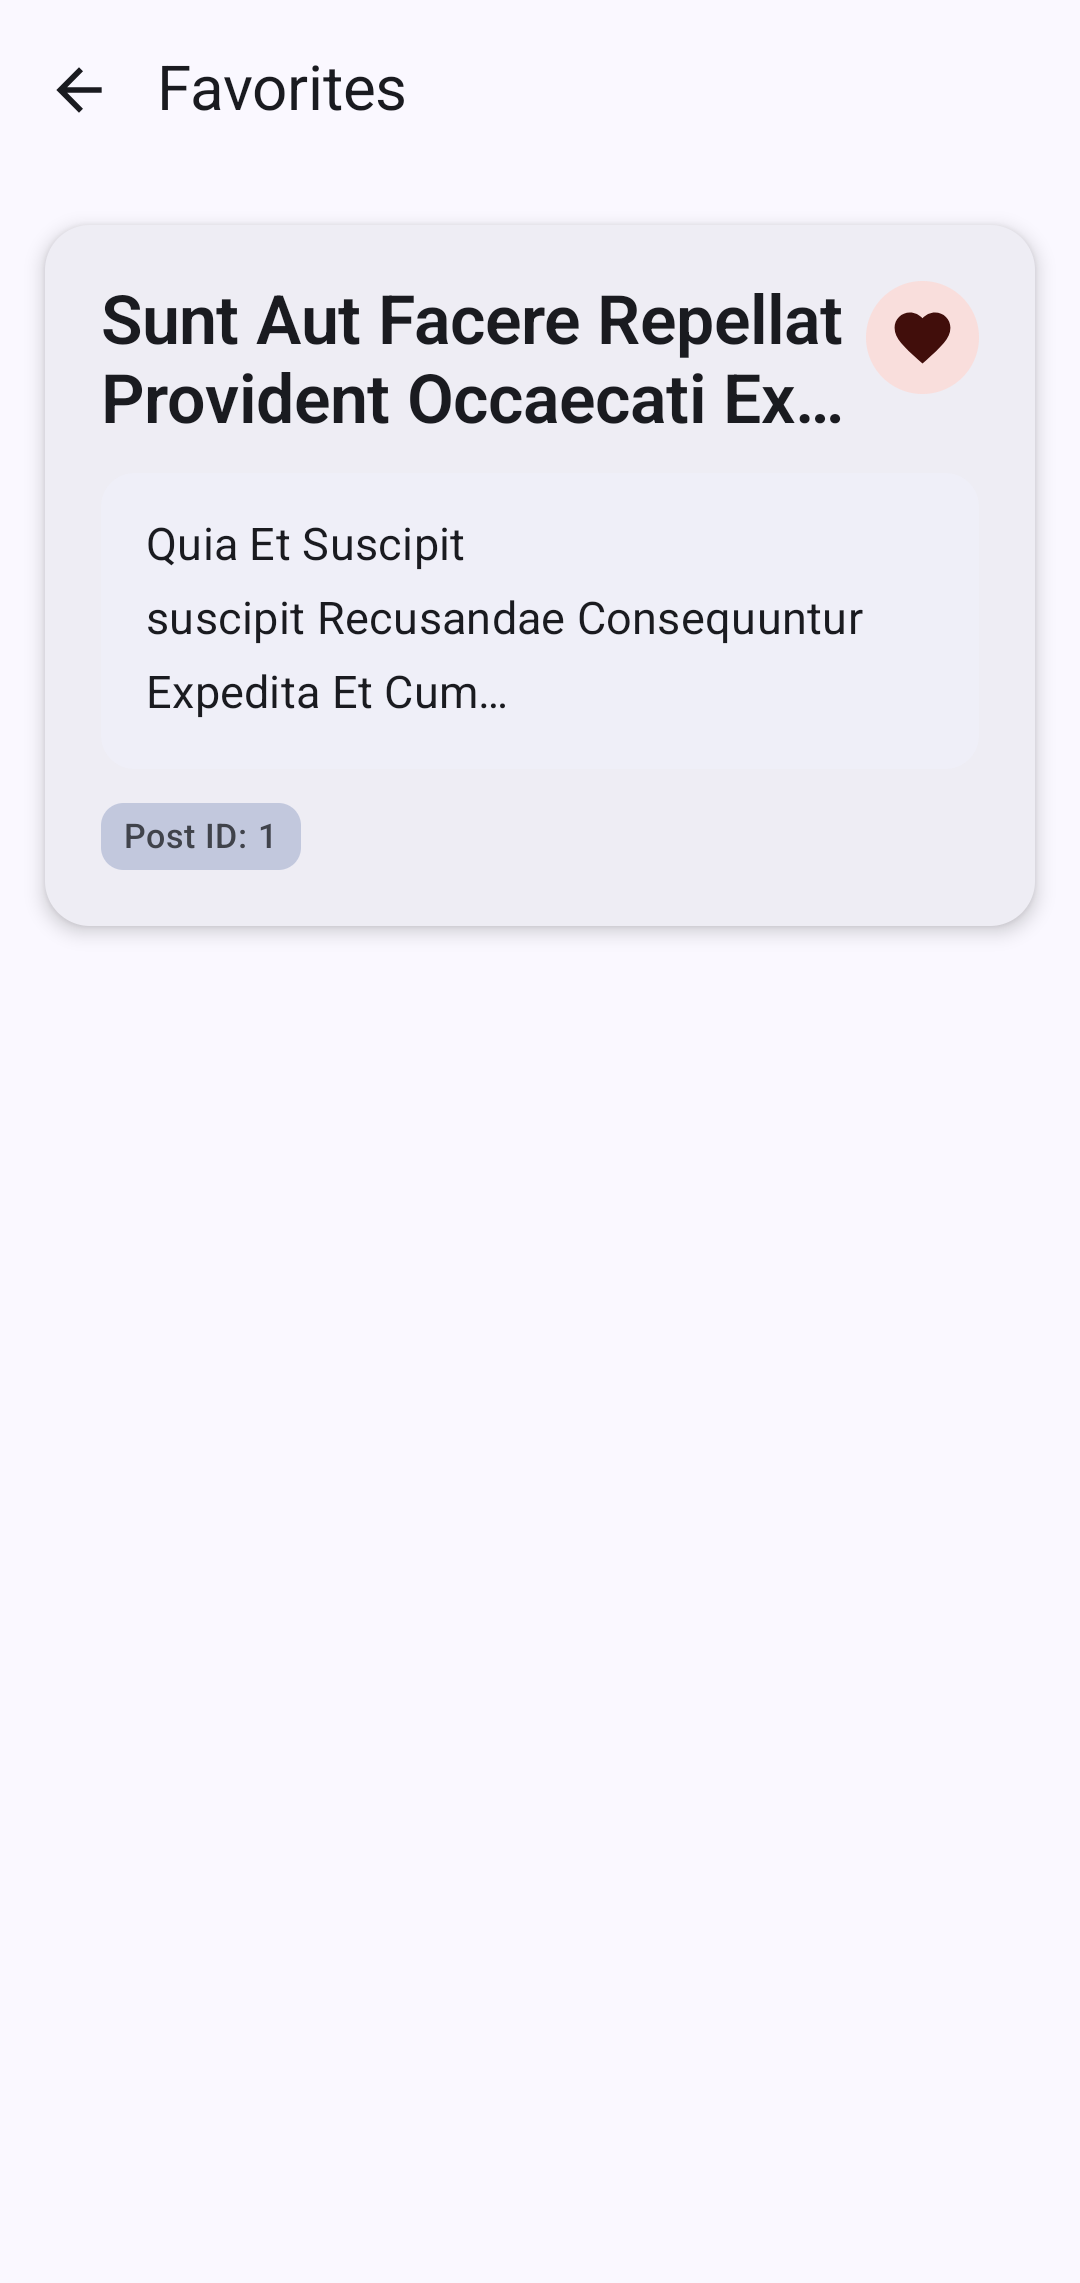 Favorites
Sunt Aut Facere Repellat
Provident Occaecati Ex…
Quia Et Suscipit
suscipit Recusandae Consequuntur
Expedita Et Cum…
Post ID: 1